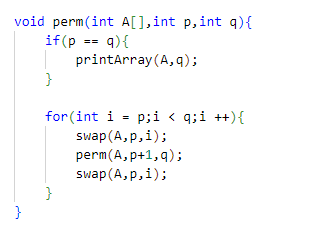 void perm(int A[],int p,int q){
    if(p == q){
        printArray(A,q);
    }

    for(int i = p;i < q;i ++){
        swap(A,p,i);
        perm(A,p+1,q);
        swap(A,p,i);
    }
}